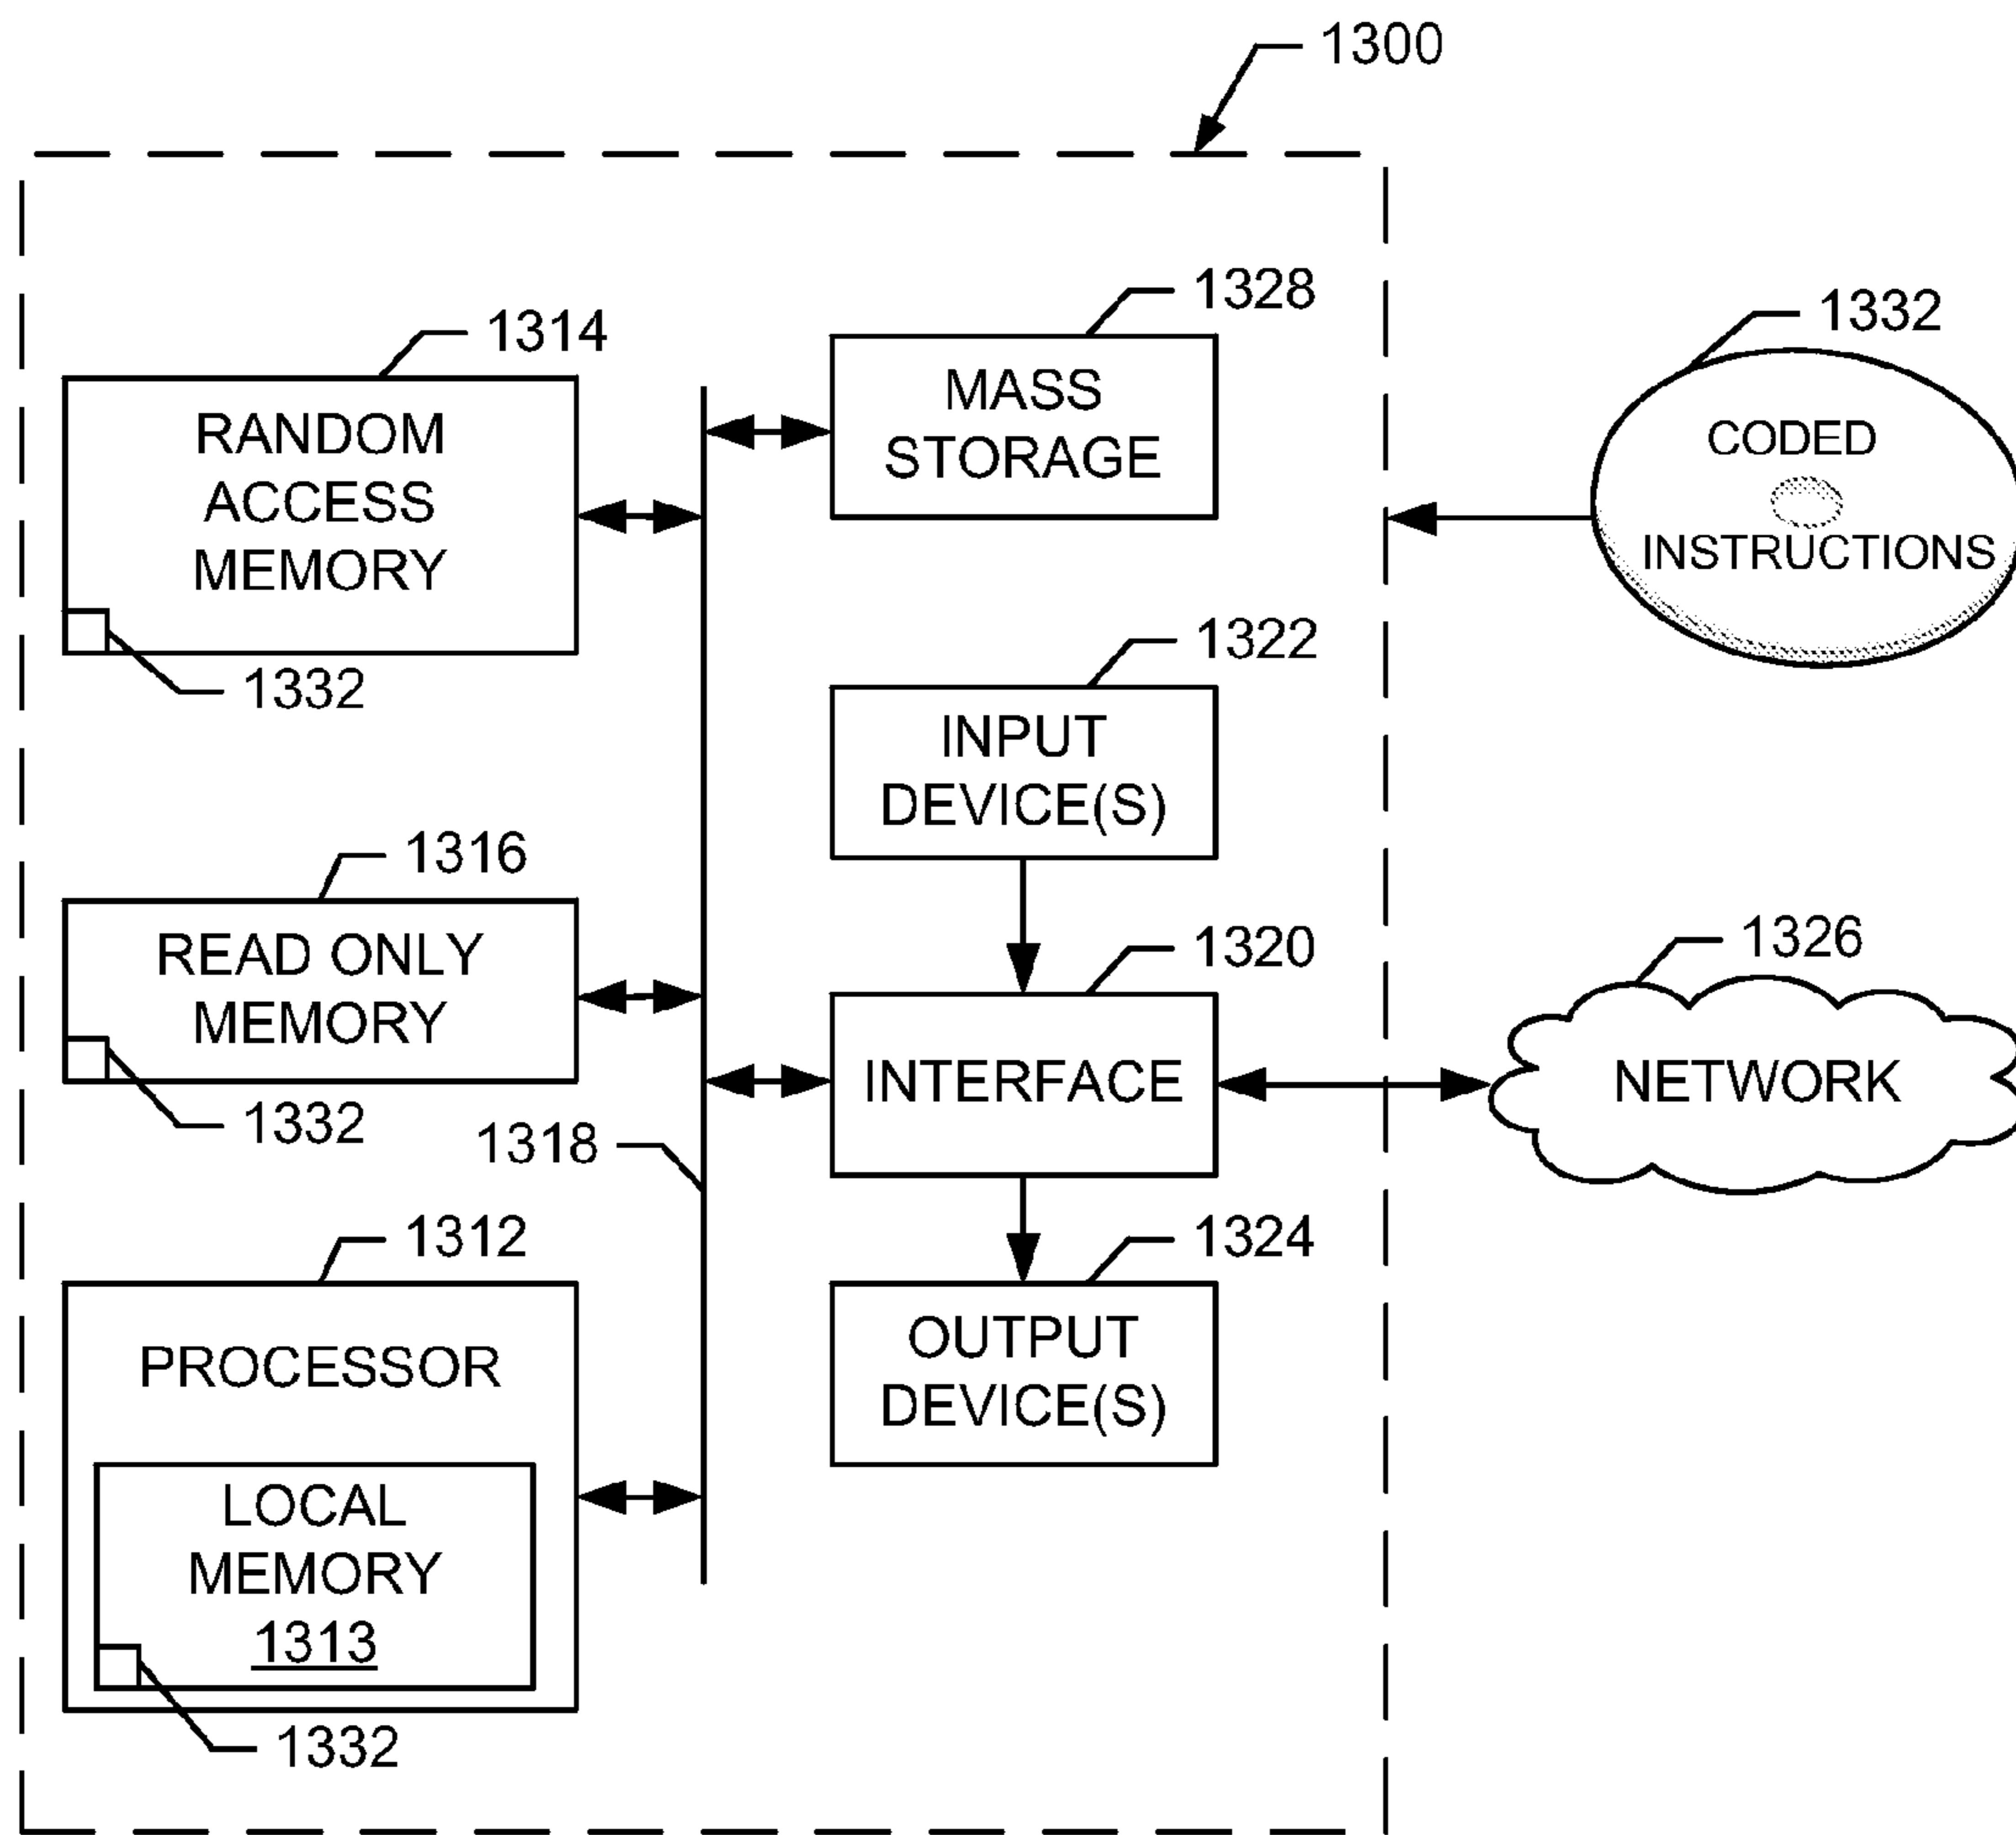 1300
1328
MASS
STORAGE
1314
RANDOM
ACCESS
MEMORY
1332
1332
CODED
INSTRUCTIONS
1322
INPUT
DEVICE(S)
1316
READ ONLY
MEMORY
1332
1320
INTERFACE
1326
NETWORK
1318
1312
PROCESSOR
LOCAL
MEMORY
1313
1332
1324
OUTPUT
DEVICE(S)